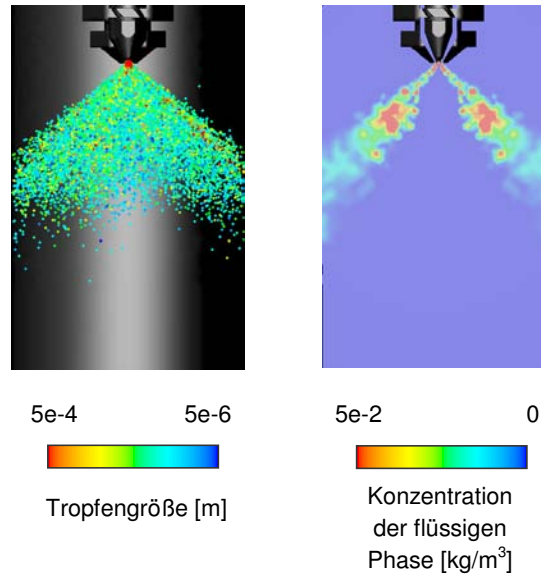 5e-4 5e-6
Tropfengröße [m]
5e-2 0
Konzentration
der flüssigen
Phase [kg/m³]